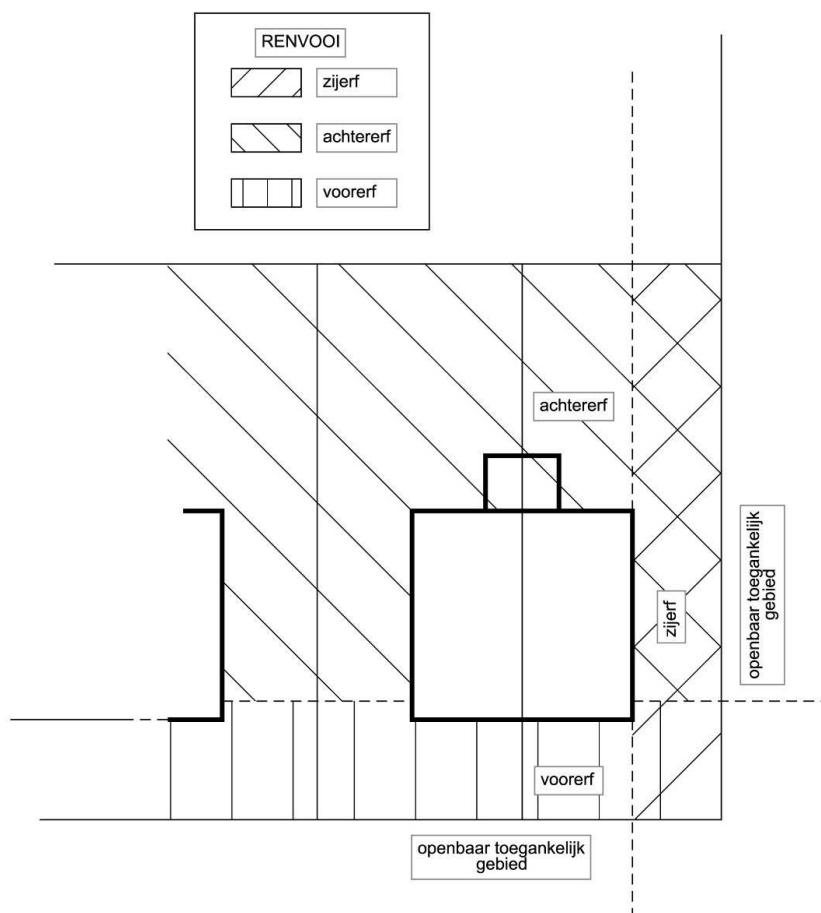 RENVOOI
zijerf
achtererf
voorerf
achtererf
zijerf
openbaar toegankelijk
gebied
voorerf
openbaar toegankelijk
gebied